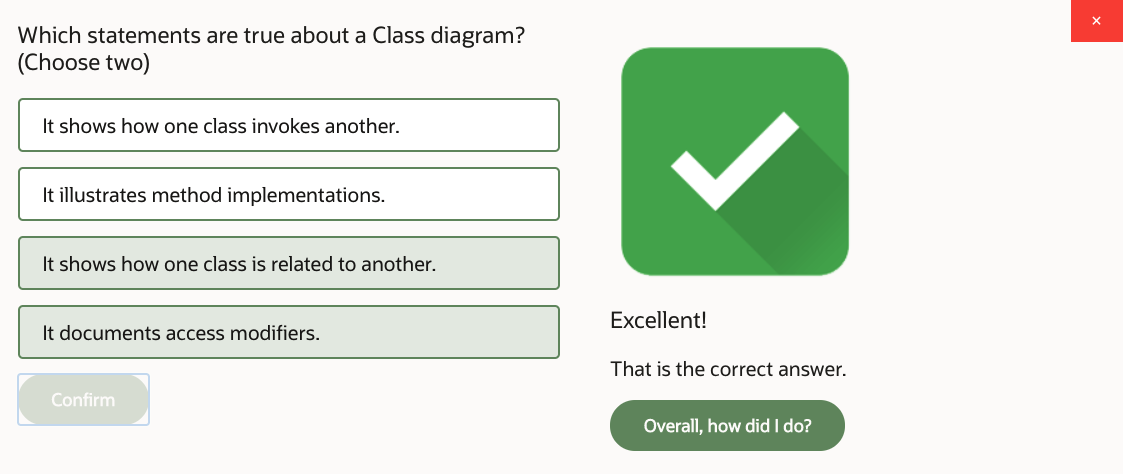 Which statements are true about a Class diagram?
(Choose two)
It shows how one class invokes another.
It illustrates method implementations.
It shows how one class is related to another.
It documents access modifiers.
Confirm
×
Excellent!
That is the correct answer.
Overall, how did I do?